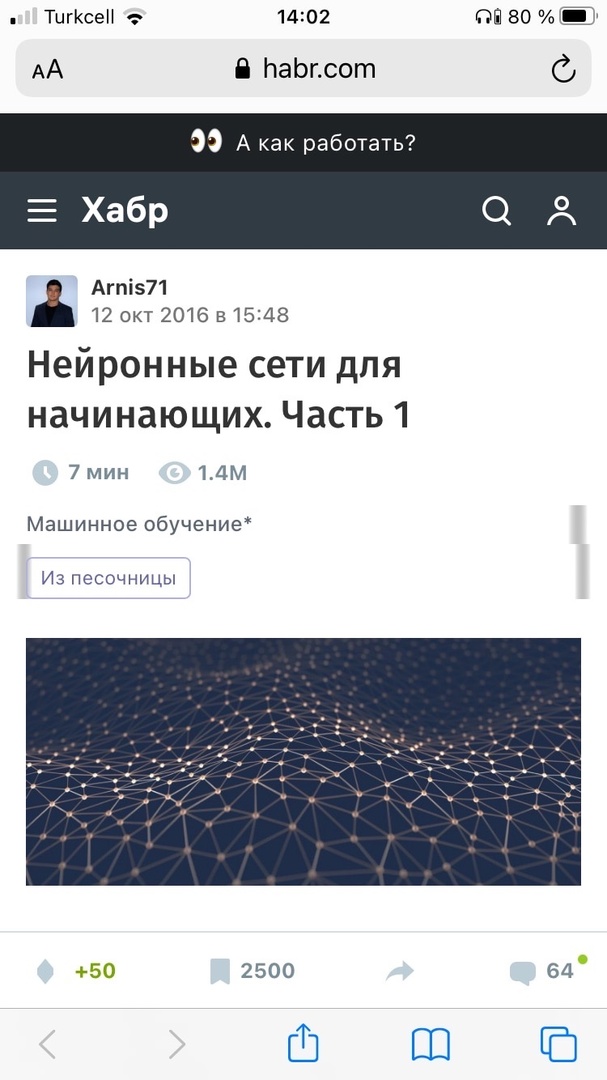 Turkcell 14:02 80 %
AA habr.com
А как работать?
Хабр
Arnis71
12 окт 2016 в 15:48
Нейронные сети для
начинающих. Часть 1
7 мин 1.4M
Машинное обучение*
Из песочницы
+50 2500 64